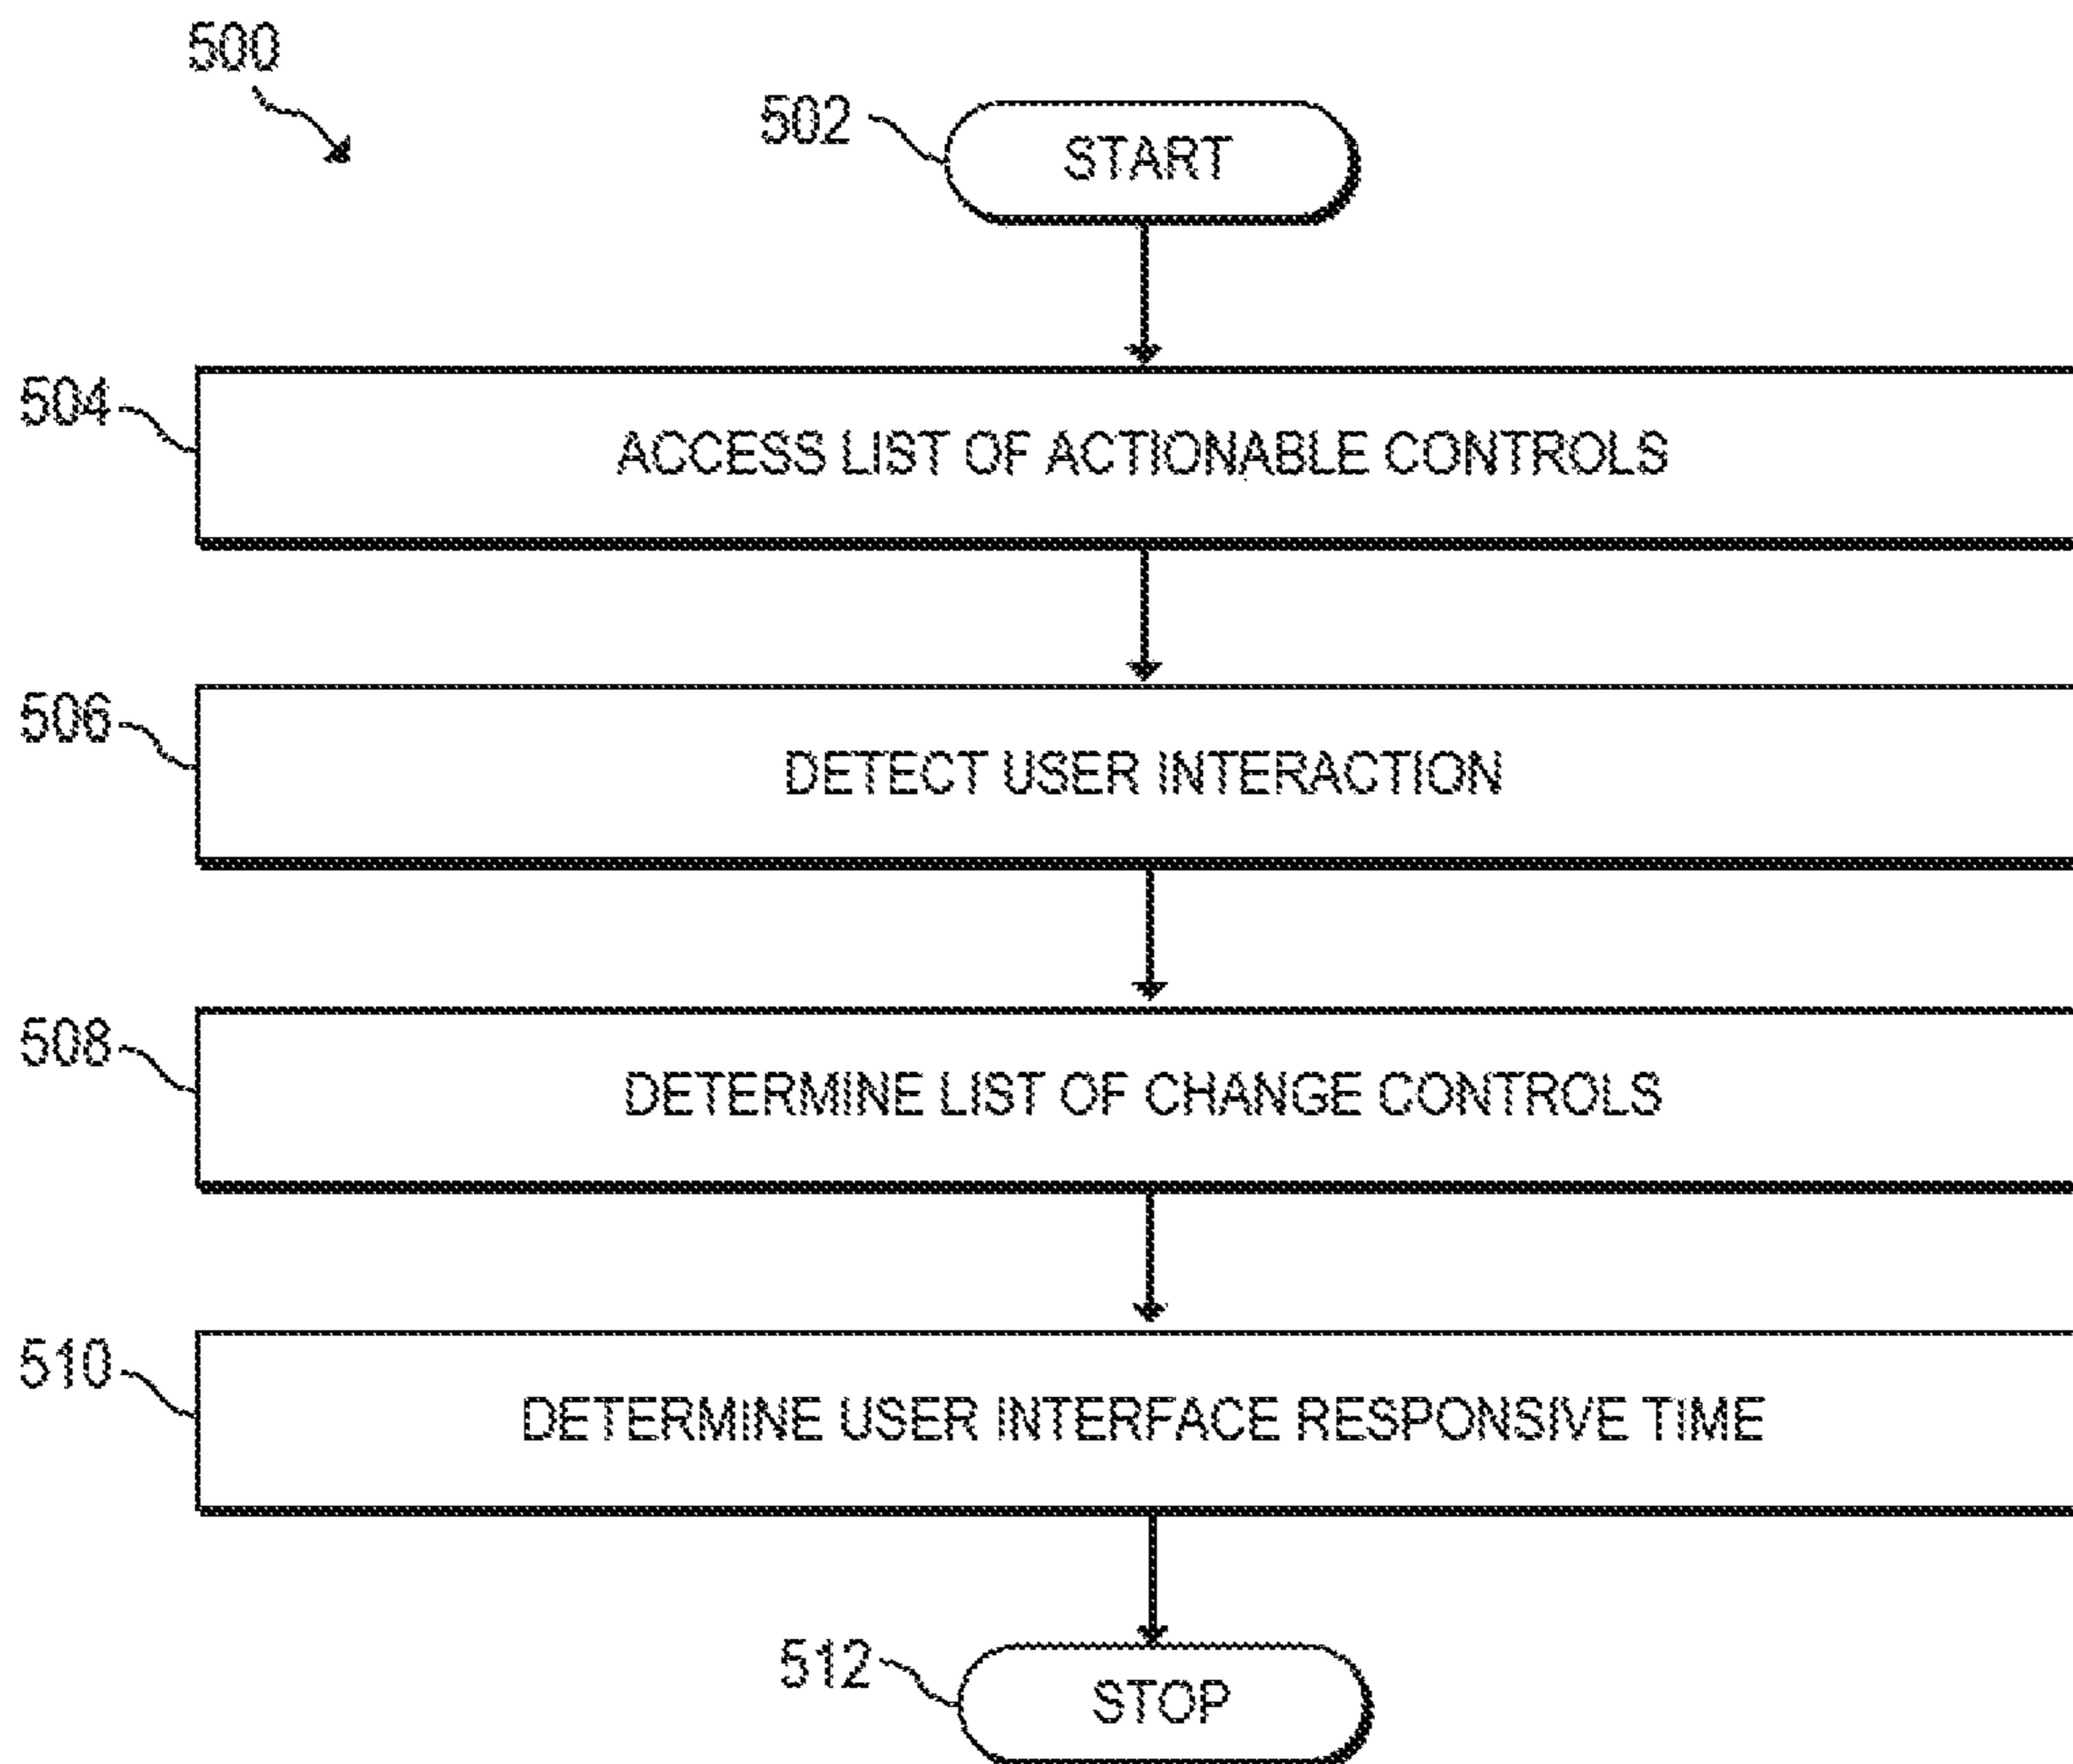 500
502
START
504
ACCESS LIST OF ACTIONABLE CONTROLS
506
DETECT USER INTERACTION
508
DETERMINE LIST OF CHANGE CONTROLS
510
DETERMINE USER INTERFACE RESPONSIVE TIME
512
STOP